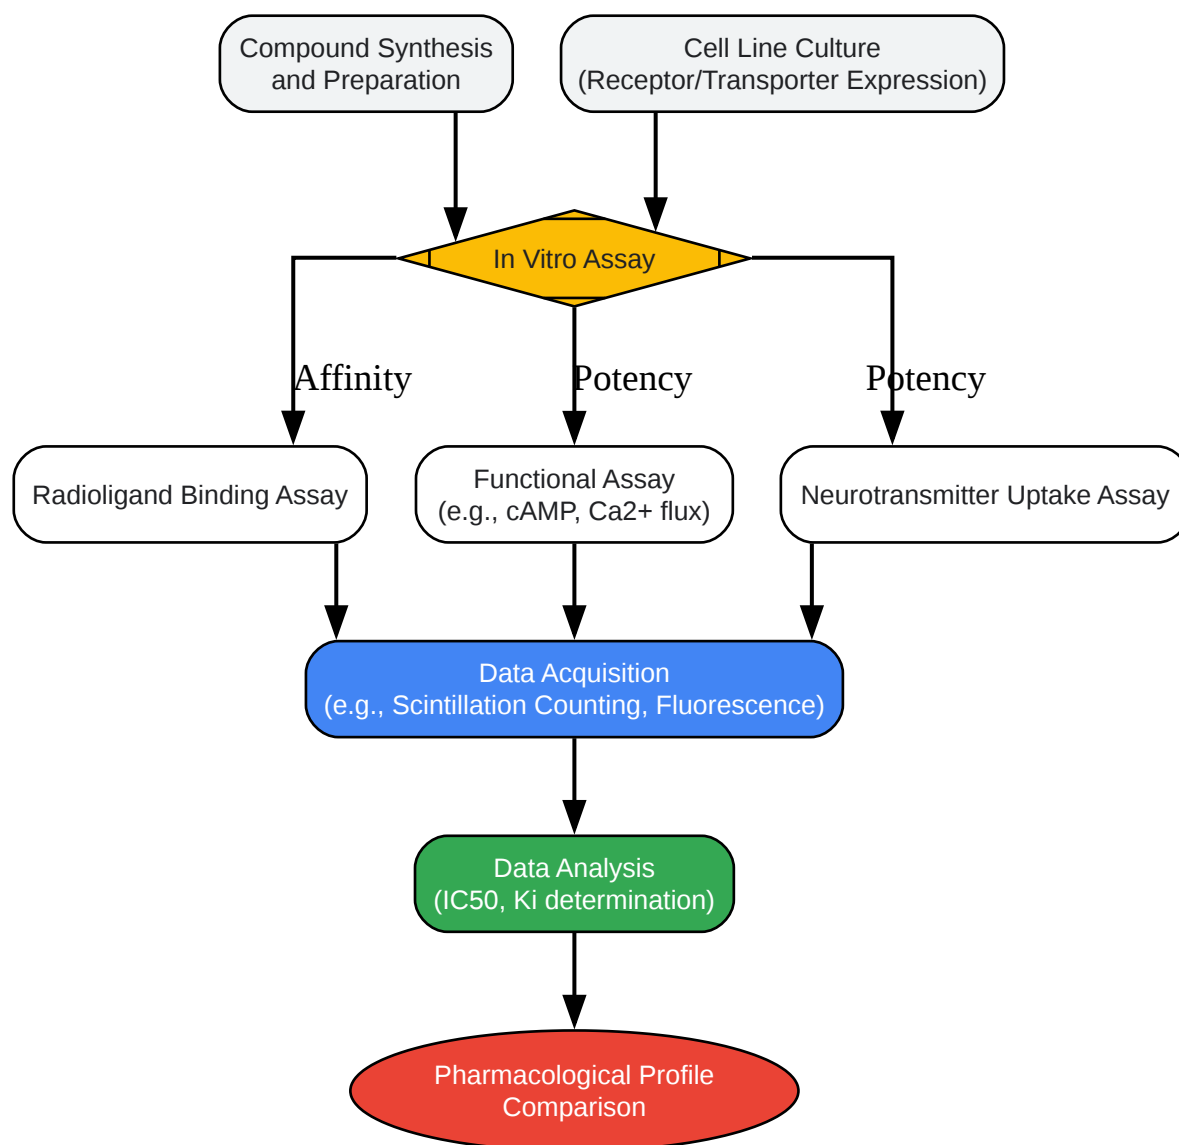 Compound Synthesis
and Preparation
Cell Line Culture
(Receptor/Transporter Expression)
In Vitro Assay
Affinity
Potency
Potency
Radioligand Binding Assay
Functional Assay
(e.g., cAMP, Ca2+ flux)
Neurotransmitter Uptake Assay
Data Acquisition
(e.g., Scintillation Counting, Fluorescence)
Data Analysis
(IC50, Ki determination)
Pharmacological Profile
Comparison